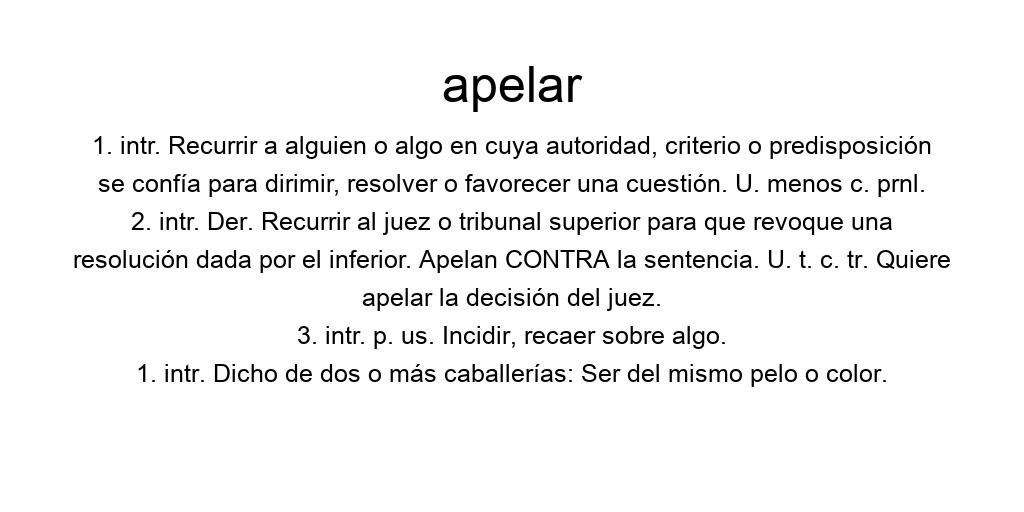 apelar
1. intr. Recurrir a alguien o algo en cuya autoridad, criterio o predisposición
se confía para dirimir, resolver o favorecer una cuestión. U. menos c. prnl.
2. intr. Der. Recurrir al juez o tribunal superior para que revoque una
resolución dada por el inferior. Apelan CONTRA la sentencia. U. t. c. tr. Quiere
apelar la decisión del juez.
3. intr. p. us. Incidir, recaer sobre algo.
1. intr. Dicho de dos o más caballerías: Ser del mismo pelo o color.